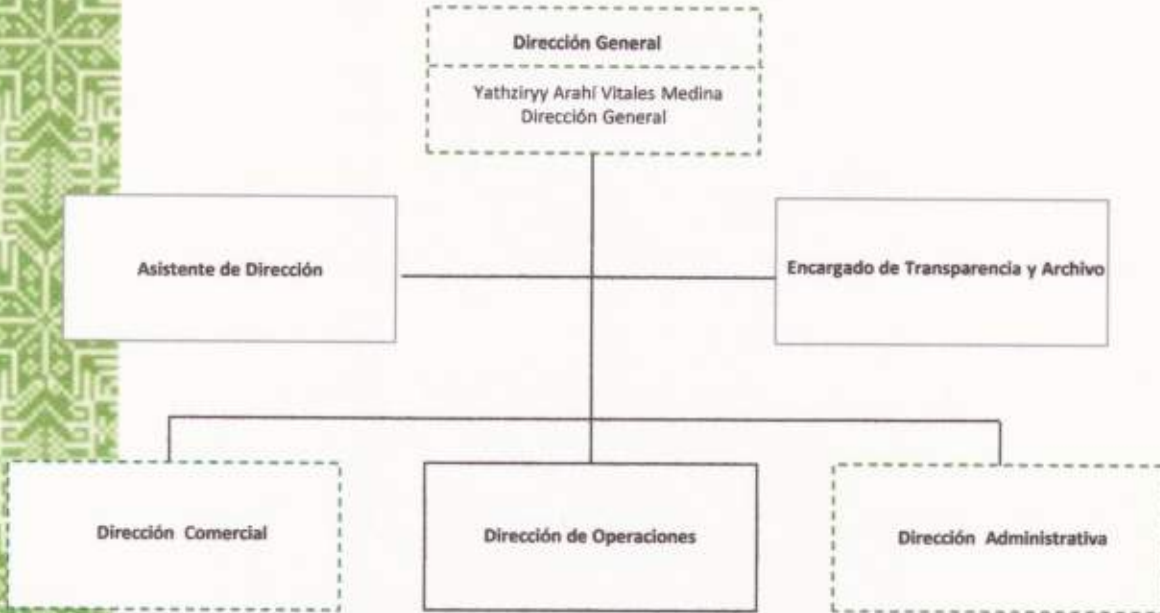 Dirección General
Yathziryy Arahí Vitales Medina
Dirección General
Asistente de Dirección
Encargado de Transparencia y Archivo
Dirección Comercial
Dirección de Operaciones
Dirección Administrativa